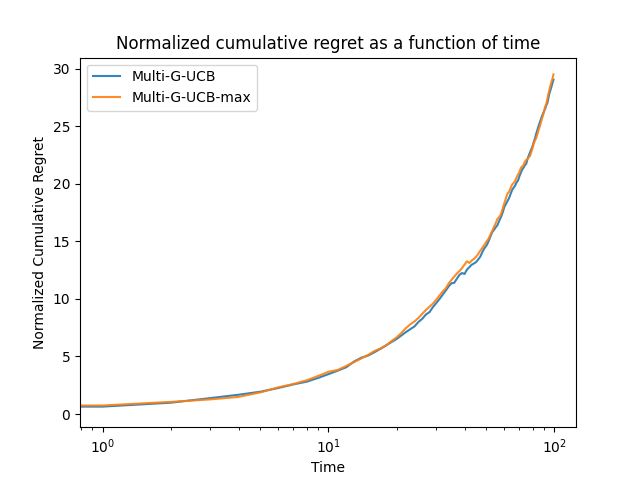 Normalized cumulative regret as a function of time
Multi-G-UCB
Multi-G-UCB-max
Normalized Cumulative Regret
30
25
20
15
10
5
0
10⁰ 10¹ 10²
Time